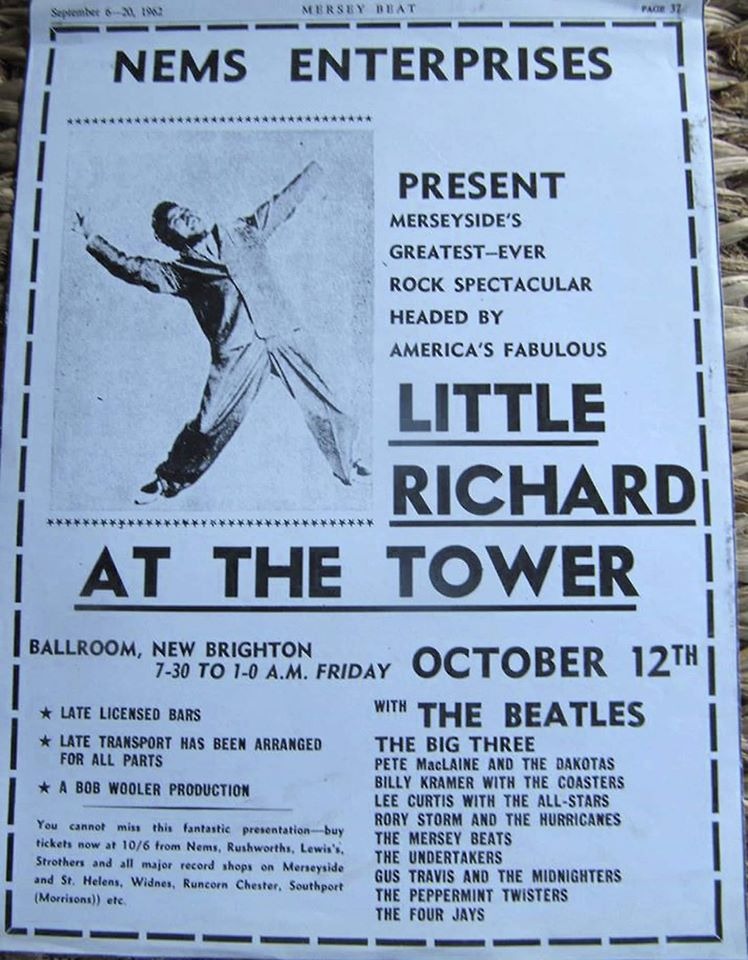 September 6—20, 1962 MERSEY BEAT PAGE 37
NEMS ENTERPRISES
PRESENT
MERSEYSIDE'S
GREATEST—EVER
ROCK SPECTACULAR
HEADED BY
AMERICA'S FABULOUS
LITTLE
RICHARD
AT THE TOWER
BALLROOM, NEW BRIGHTON
7-30 TO 1-0 A.M. FRIDAY OCTOBER 12TH
★ LATE LICENSED BARS
★ LATE TRANSPORT HAS BEEN ARRANGED
FOR ALL PARTS
★ A BOB WOOLER PRODUCTION
You cannot miss this fantastic presentation—buy
tickets now at 10/6 from Nems, Rushworths, Lewis's,
Strothers and all major record shops on Merseyside
and St. Helens, Widnes, Runcorn Chester, Southport
(Morrisons)) etc.
WITH THE BEATLES
THE BIG THREE
PETE MacLAINE AND THE DAKOTAS
BILLY KRAMER WITH THE COASTERS
LEE CURTIS WITH THE ALL-STARS
RORY STORM AND THE HURRICANES
THE MERSEY BEATS
THE UNDERTAKERS
GUS TRAVIS AND THE MIDNIGHTERS
THE PEPPERMINT TWISTERS
THE FOUR JAYS